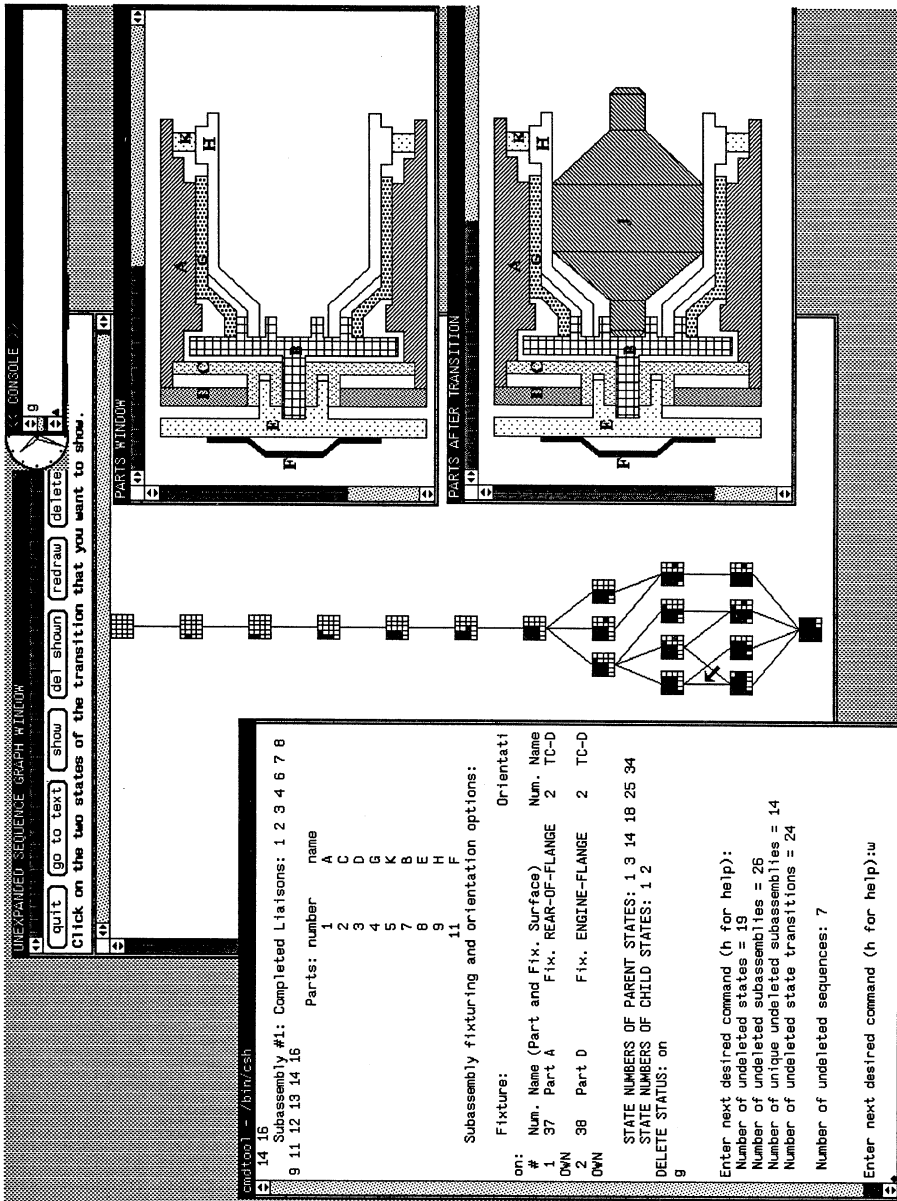 << CONSOLE >>
g
UNEXPANDED SEQUENCE GRAPH WINDOW
quit go to text show del shown redraw delete
Click on the two states of the transition that you want to show.
PARTS WINDOW
A
K
H
G
B
C
D
E
F
PARTS AFTER TRANSITION
A
K
H
G
I
B
C
D
E
F
cmdtool - /bin/csh
14 16
Subassembly #1: Completed Liaisons: 1 2 3 4 6 7 8
9 11 12 13 14 16
Parts: number name
1 A
2 C
3 D
4 G
5 K
7 B
8 E
9 H
11 F
Subassembly fixturing and orientation options:
Fixture: Orientati
on:
# Num. Name (Part and Fix. Surface) Num. Name
1 37 Part A Fix. REAR-OF-FLANGE 2 TC-D
OWN
2 38 Part D Fix. ENGINE-FLANGE 2 TC-D
OWN
STATE NUMBERS OF PARENT STATES: 1 3 14 18 25 34
STATE NUMBERS OF CHILD STATES: 1 2
DELETE STATUS: on
g
Enter next desired command (h for help):
Number of undeleted states = 19
Number of undeleted subassemblies = 26
Number of unique undeleted subassemblies = 14
Number of undeleted state transitions = 24
Number of undeleted sequences: 7
Enter next desired command (h for help):w